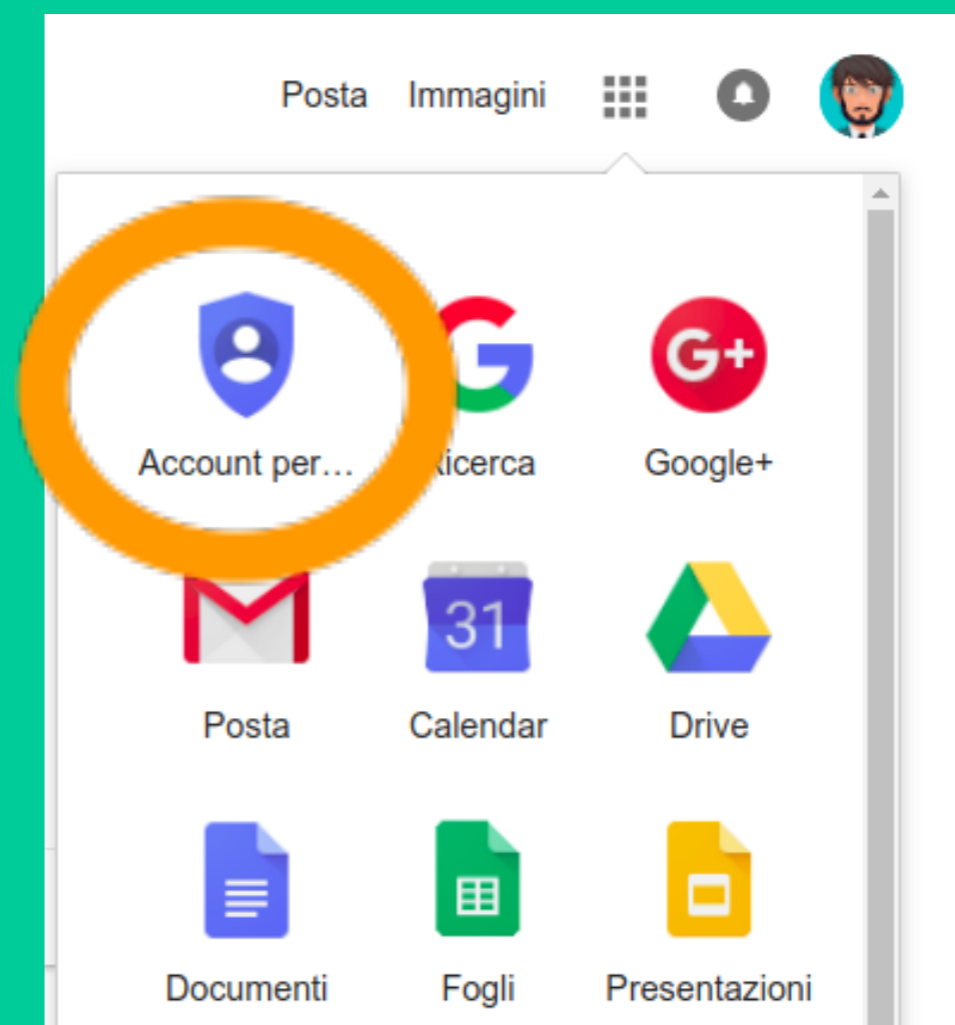 Posta Immagini
G+
Account per... Ricerca Google+
31
Posta Calendar Drive
Documenti Fogli Presentazioni